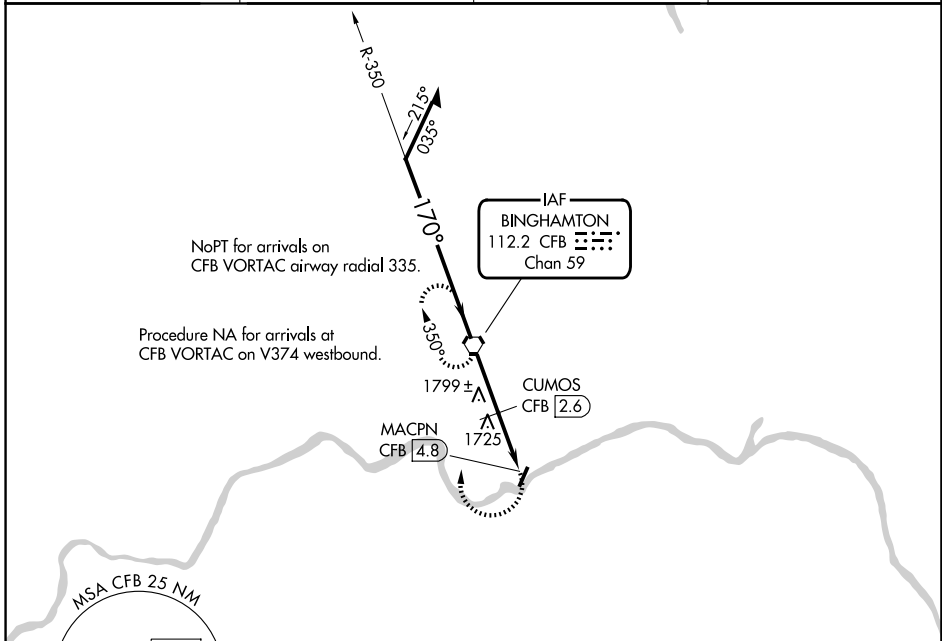 R-350
215°
035°
170°
IAF
BINGHAMTON
112.2 CFB
Chan 59
NoPT for arrivals on
CFB VORTAC airway radial 335.
350°
Procedure NA for arrivals at
CFB VORTAC on V374 westbound.
1799 ±
CUMOS
CFB 2.6
1725
MACPN
CFB 4.8
MSA CFB 25 NM